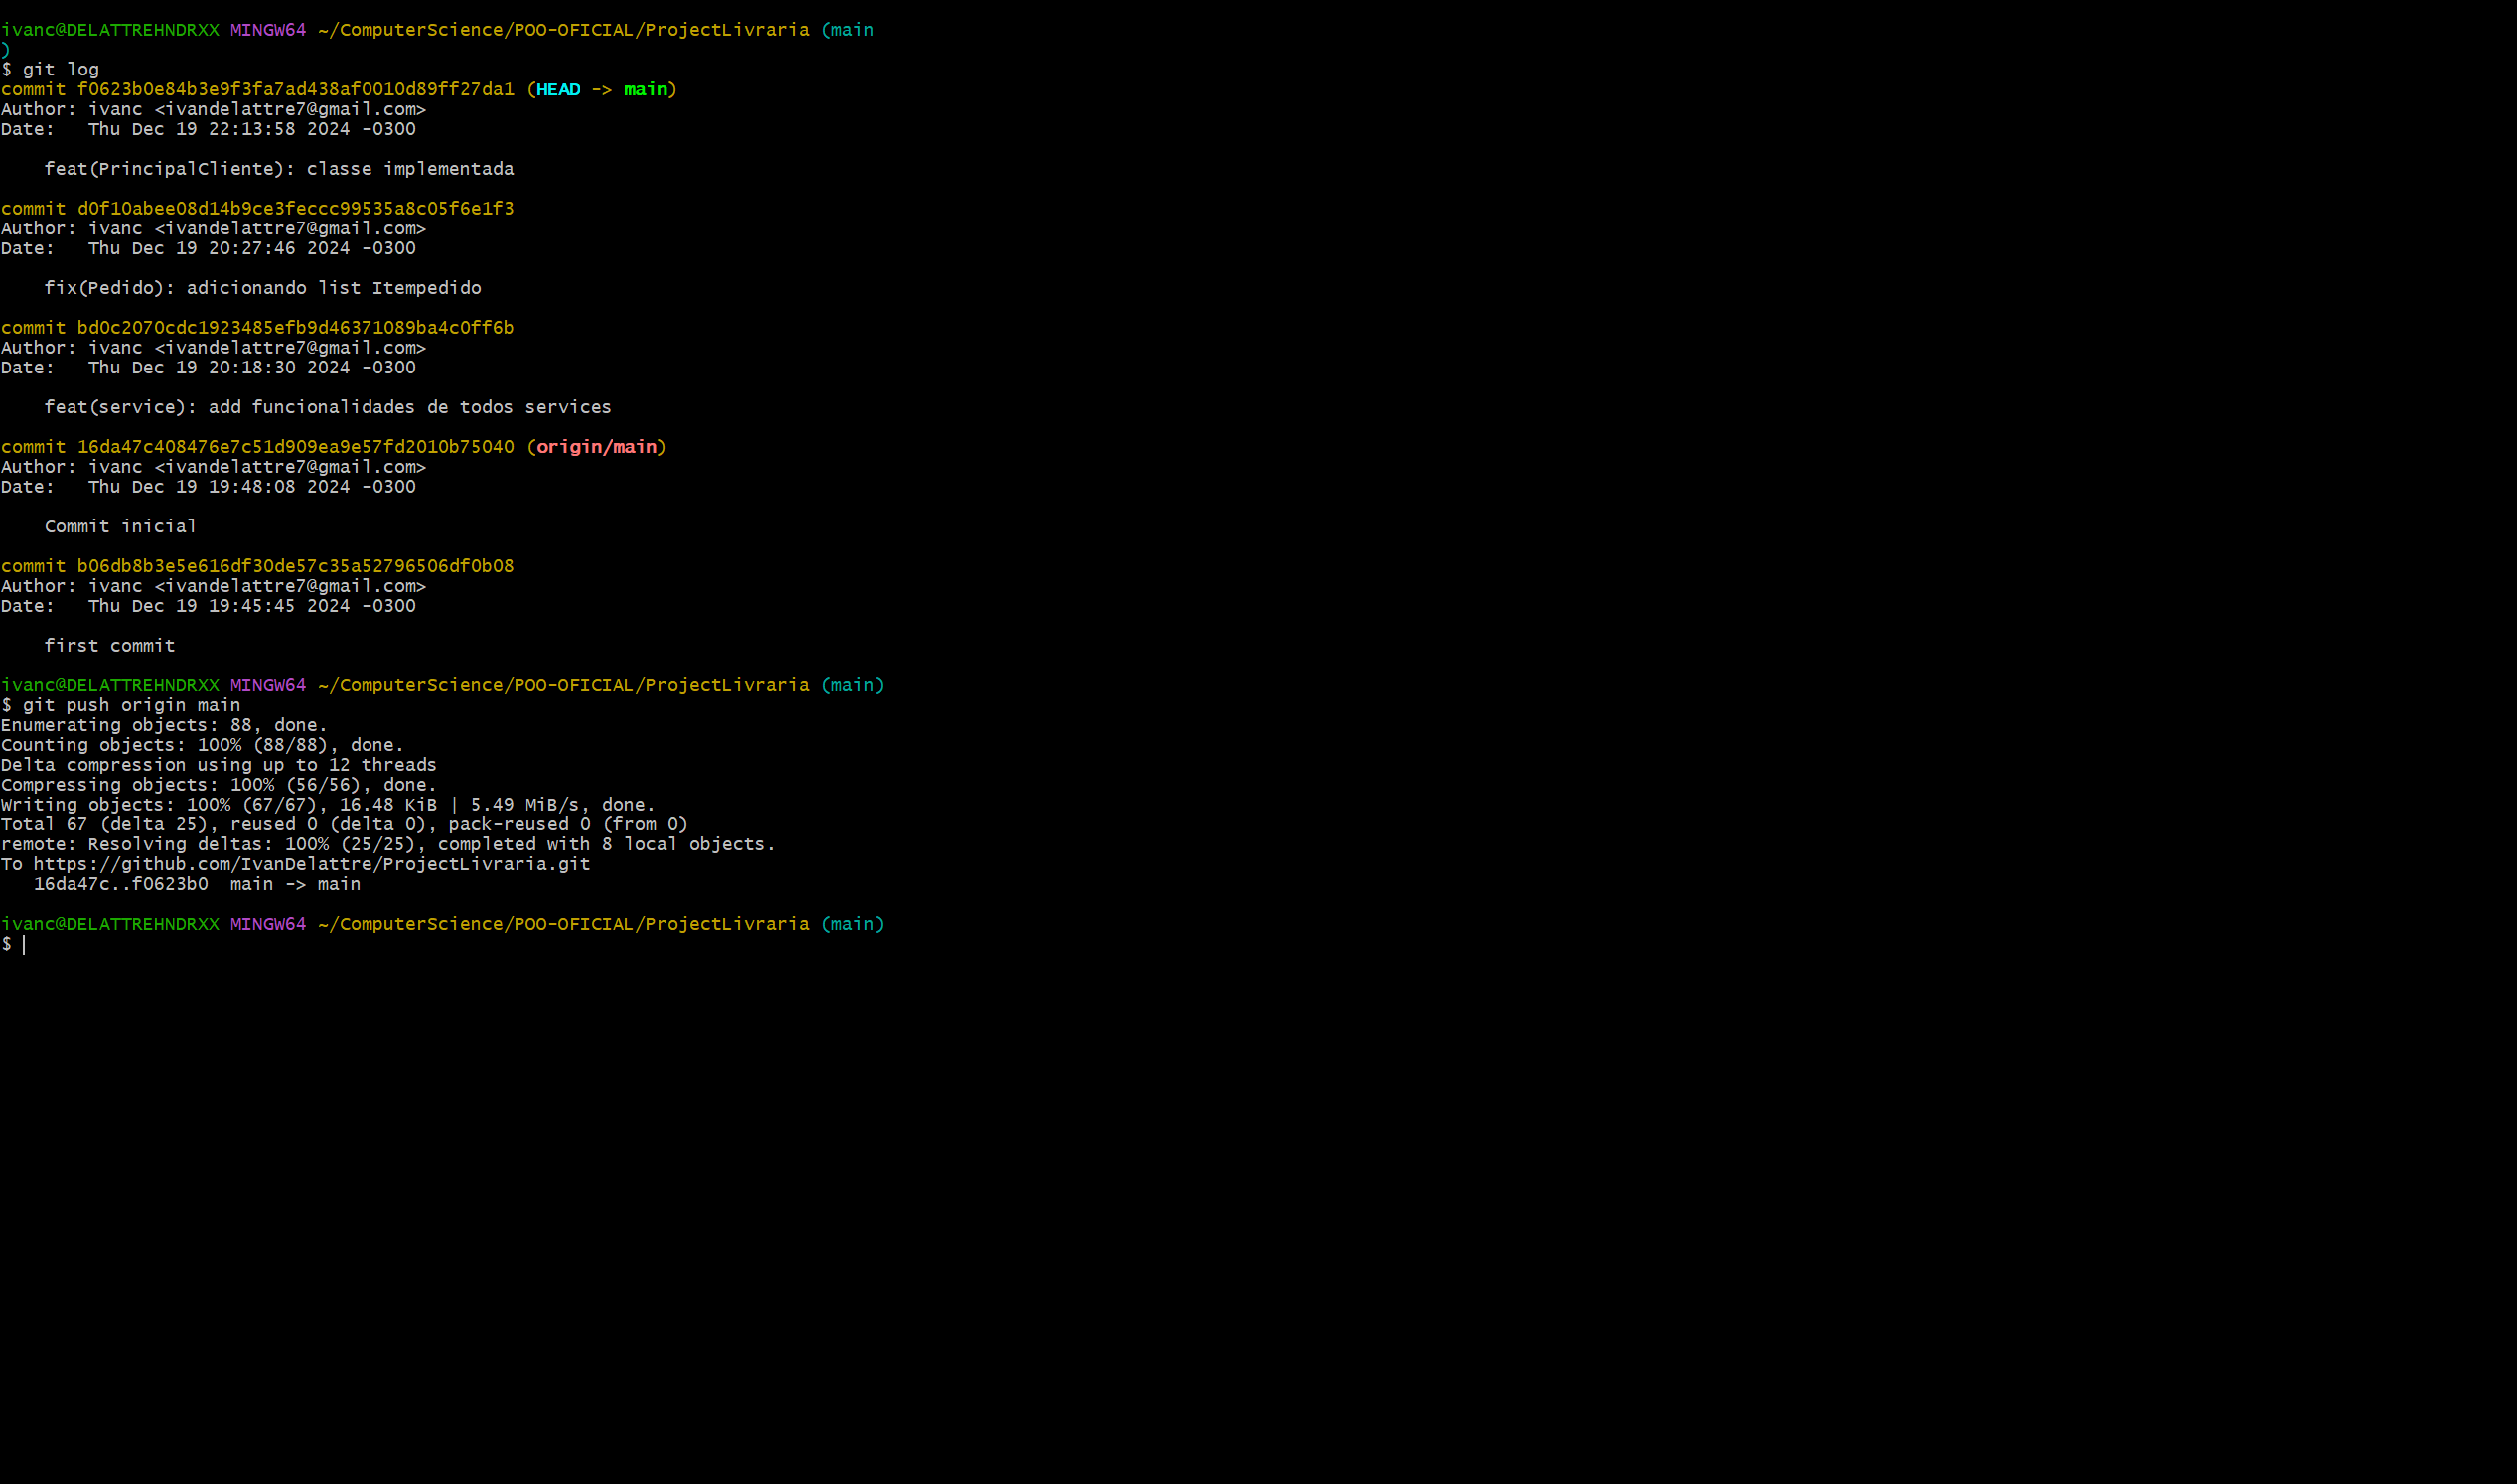 ivanc@DELATTREHNDRXX MINGW64 ~/ComputerScience/POO-OFICIAL/ProjectLivraria (main
)
$ git log
commit f0623b0e84b3e9f3fa7ad438af0010d89ff27da1 (HEAD -> main)
Author: ivanc <ivandelattre7@gmail.com>
Date:   Thu Dec 19 22:13:58 2024 -0300

    feat(PrincipalCliente): classe implementada

commit d0f10abee08d14b9ce3feccc99535a8c05f6e1f3
Author: ivanc <ivandelattre7@gmail.com>
Date:   Thu Dec 19 20:27:46 2024 -0300

    fix(Pedido): adicionando list Itempedido

commit bd0c2070cdc1923485efb9d46371089ba4c0ff6b
Author: ivanc <ivandelattre7@gmail.com>
Date:   Thu Dec 19 20:18:30 2024 -0300

    feat(service): add funcionalidades de todos services

commit 16da47c408476e7c51d909ea9e57fd2010b75040 (origin/main)
Author: ivanc <ivandelattre7@gmail.com>
Date:   Thu Dec 19 19:48:08 2024 -0300

    Commit inicial

commit b06db8b3e5e616df30de57c35a52796506df0b08
Author: ivanc <ivandelattre7@gmail.com>
Date:   Thu Dec 19 19:45:45 2024 -0300

    first commit

ivanc@DELATTREHNDRXX MINGW64 ~/ComputerScience/POO-OFICIAL/ProjectLivraria (main)
$ git push origin main
Enumerating objects: 88, done.
Counting objects: 100% (88/88), done.
Delta compression using up to 12 threads
Compressing objects: 100% (56/56), done.
Writing objects: 100% (67/67), 16.48 KiB | 5.49 MiB/s, done.
Total 67 (delta 25), reused 0 (delta 0), pack-reused 0 (from 0)
remote: Resolving deltas: 100% (25/25), completed with 8 local objects.
To https://github.com/IvanDelattre/ProjectLivraria.git
   16da47c..f0623b0  main -> main

ivanc@DELATTREHNDRXX MINGW64 ~/ComputerScience/POO-OFICIAL/ProjectLivraria (main)
$